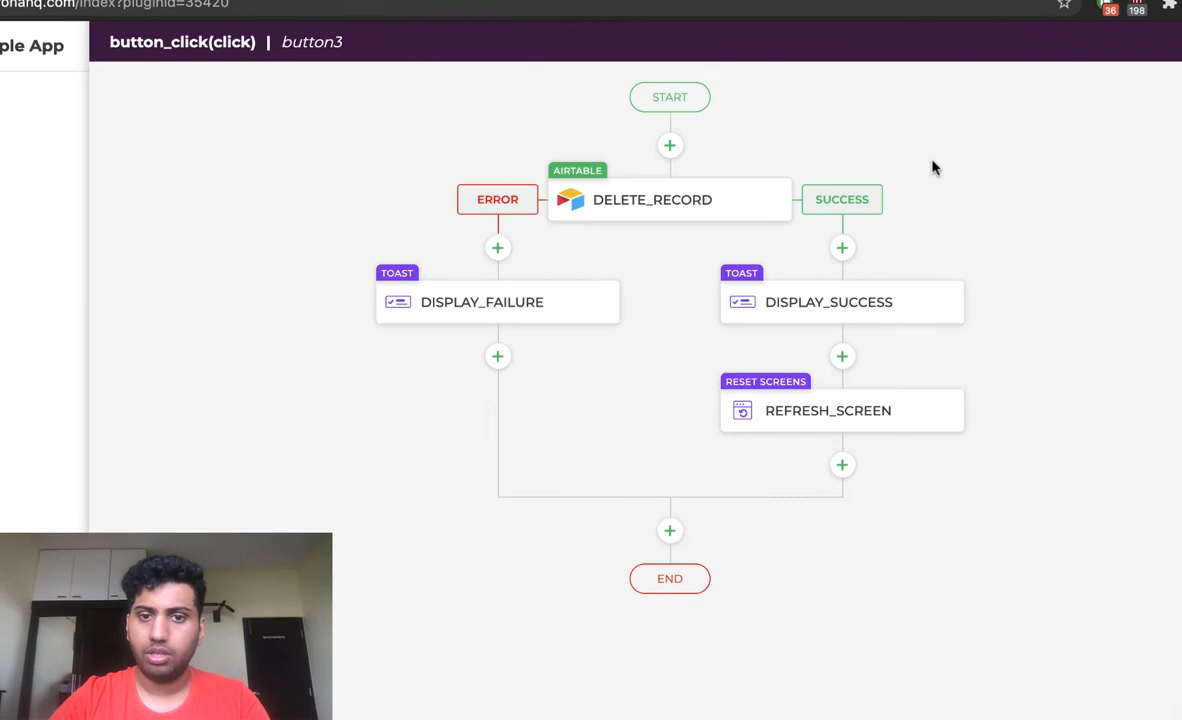 onahq.com/index?pluginId=35420
36
198
ple App
button_click(click) | button3
START
AIRTABLE
ERROR
DELETE_RECORD
SUCCESS
TOAST
TOAST
DISPLAY_FAILURE
DISPLAY_SUCCESS
RESET SCREENS
REFRESH_SCREEN
END